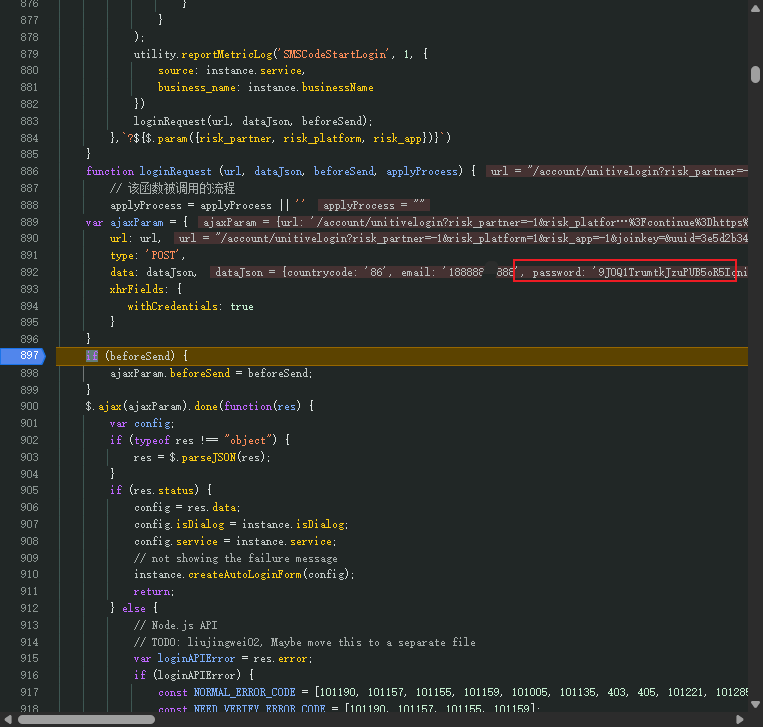 876 }
877 }
878 );
879 utility.reportMetricLog('SMSCodeStartLogin', 1, {
880 source: instance.service,
881 business_name: instance.businessName
882 })
883 loginRequest(url, dataJson, beforeSend);
884 },`?${$.param({risk_partner, risk_platform, risk_app})}`)
885 }
886 function loginRequest (url, dataJson, beforeSend, applyProcess) { url = "/account/unitivelogin?risk_partner=-
887 // 该函数被调用的流程
888 applyProcess = applyProcess || '' applyProcess = ""
889 var ajaxParam = { ajaxParam = {url: '/account/unitivelogin?risk_partner=-1&risk_platfor…%3Fcontinue%3Dhttps%
890 url: url, url = "/account/unitivelogin?risk_partner=-1&risk_platform=1&risk_app=-1&joinkey=&uuid=3e5d2b34
891 type: 'POST',
892 data: dataJson, dataJson = {countrycode: '86', email: '188888 888', password: '9JOQ1TrumtkJzuPUB5oR5Iqni
893 xhrFields: {
894 withCredentials: true
895 }
896 }
897 if (beforeSend) {
898 ajaxParam.beforeSend = beforeSend;
899 }
900 $.ajax(ajaxParam).done(function(res) {
901 var config;
902 if (typeof res !== "object") {
903 res = $.parseJSON(res);
904 }
905 if (res.status) {
906 config = res.data;
907 config.isDialog = instance.isDialog;
908 config.service = instance.service;
909 // not showing the failure message
910 instance.createAutoLoginForm(config);
911 return;
912 } else {
913 // Node.js API
914 // TODO: liujingwei02, Maybe move this to a separate file
915 var loginAPIError = res.error;
916 if (loginAPIError) {
917 const NORMAL_ERROR_CODE = [101190, 101157, 101155, 101159, 101005, 101135, 403, 405, 101221, 101285
918 const NEED_VERIFY_ERROR_CODE = [101190, 101157, 101155, 101159];